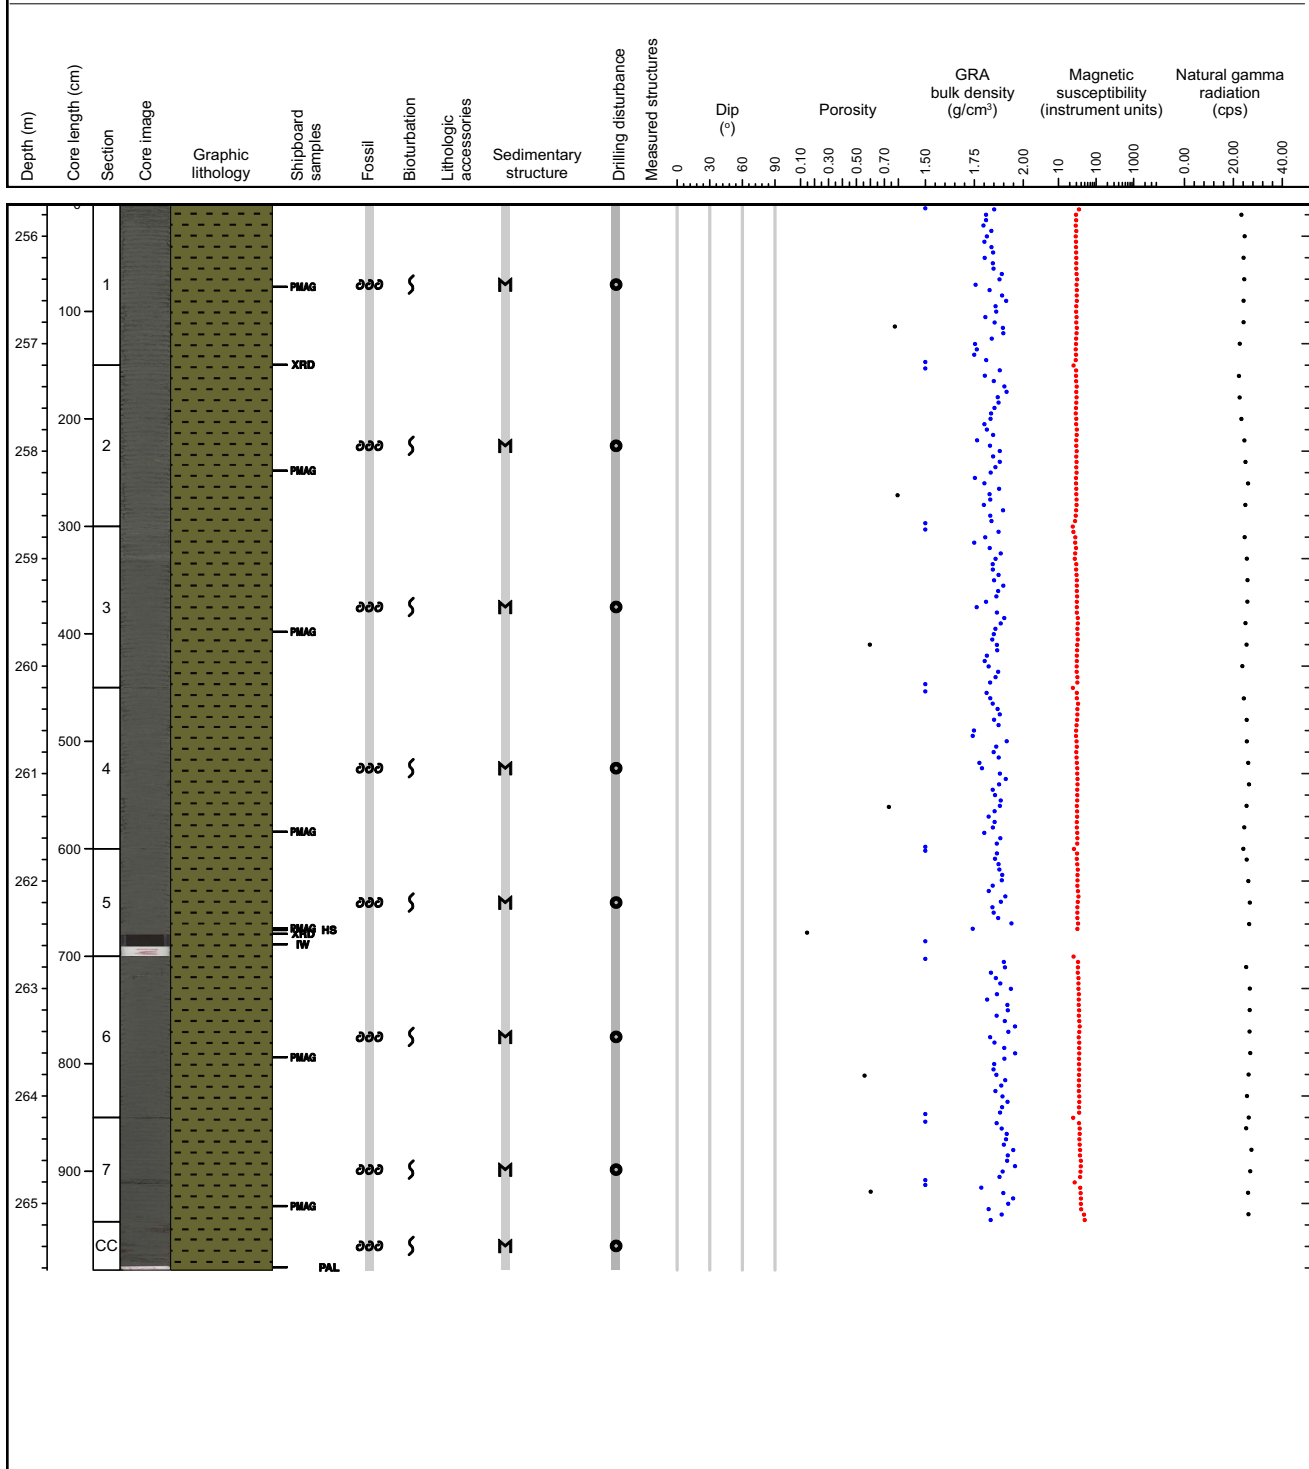 Depth (m)
Core length (cm)
Section
Core image
Graphic
lithology
Shipboard
samples
Fossil
Bioturbation
Lithologic
accessories
Sedimentary
structure
Drilling disturbance
Measured structures
Dip
(°)
Porosity
GRA
bulk density
(g/cm³)
Magnetic
susceptibility
(instrument units)
Natural gamma
radiation
(cps)
0 30 60 90
0.10 0.30 0.50 0.70
1.50 1.75 2.00
10 100 1000
0.00 20.00 40.00
0
256
1
PMAG
100
257
XRD
200
2
258
PMAG
300
259
3
PMAG
400
260
500
261
4
PMAG
600
262
5
PMAG HS
XRD
IW
700
263
6
PMAG
800
264
7
900
265
PMAG
CC
PAL